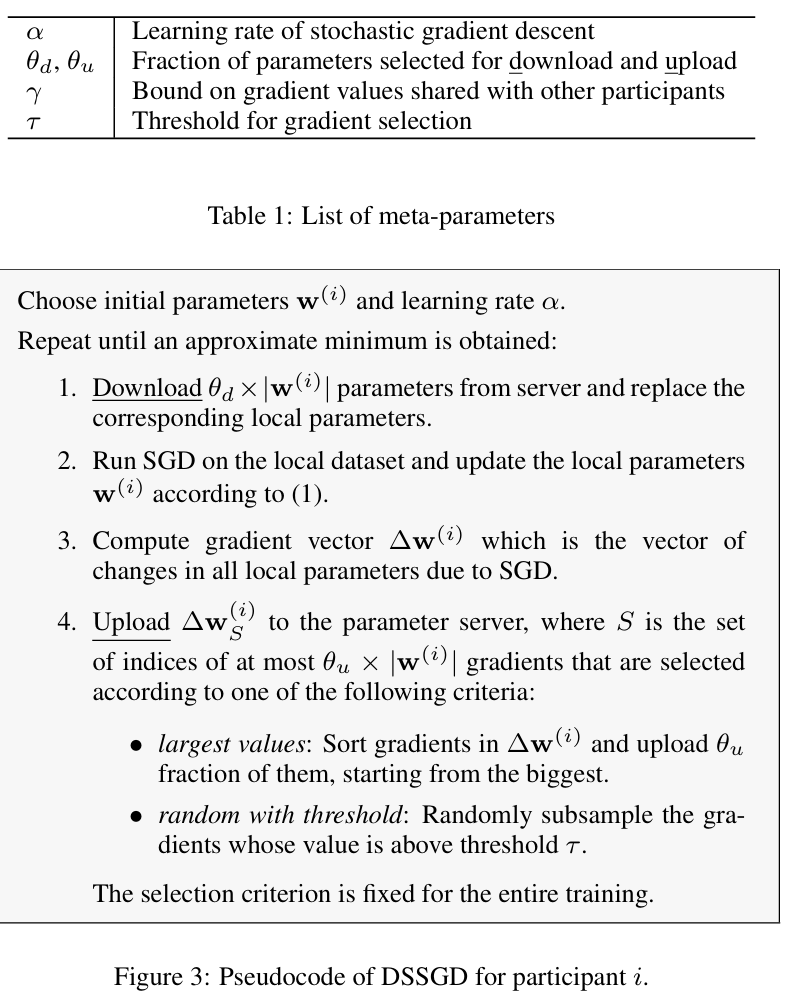 α Learning rate of stochastic gradient descent
θ_d, θ_u Fraction of parameters selected for download and upload
γ Bound on gradient values shared with other participants
τ Threshold for gradient selection
Table 1: List of meta-parameters
Choose initial parameters w^(i) and learning rate α.
Repeat until an approximate minimum is obtained:
1. Download θ_d × |w^(i)| parameters from server and replace the
corresponding local parameters.
2. Run SGD on the local dataset and update the local parameters
w^(i) according to (1).
3. Compute gradient vector Δw^(i) which is the vector of
changes in all local parameters due to SGD.
4. Upload Δw_S^(i) to the parameter server, where S is the set
of indices of at most θ_u × |w^(i)| gradients that are selected
according to one of the following criteria:
• largest values: Sort gradients in Δw^(i) and upload θ_u
fraction of them, starting from the biggest.
• random with threshold: Randomly subsample the gra-
dients whose value is above threshold τ.
The selection criterion is fixed for the entire training.
Figure 3: Pseudocode of DSSGD for participant i.